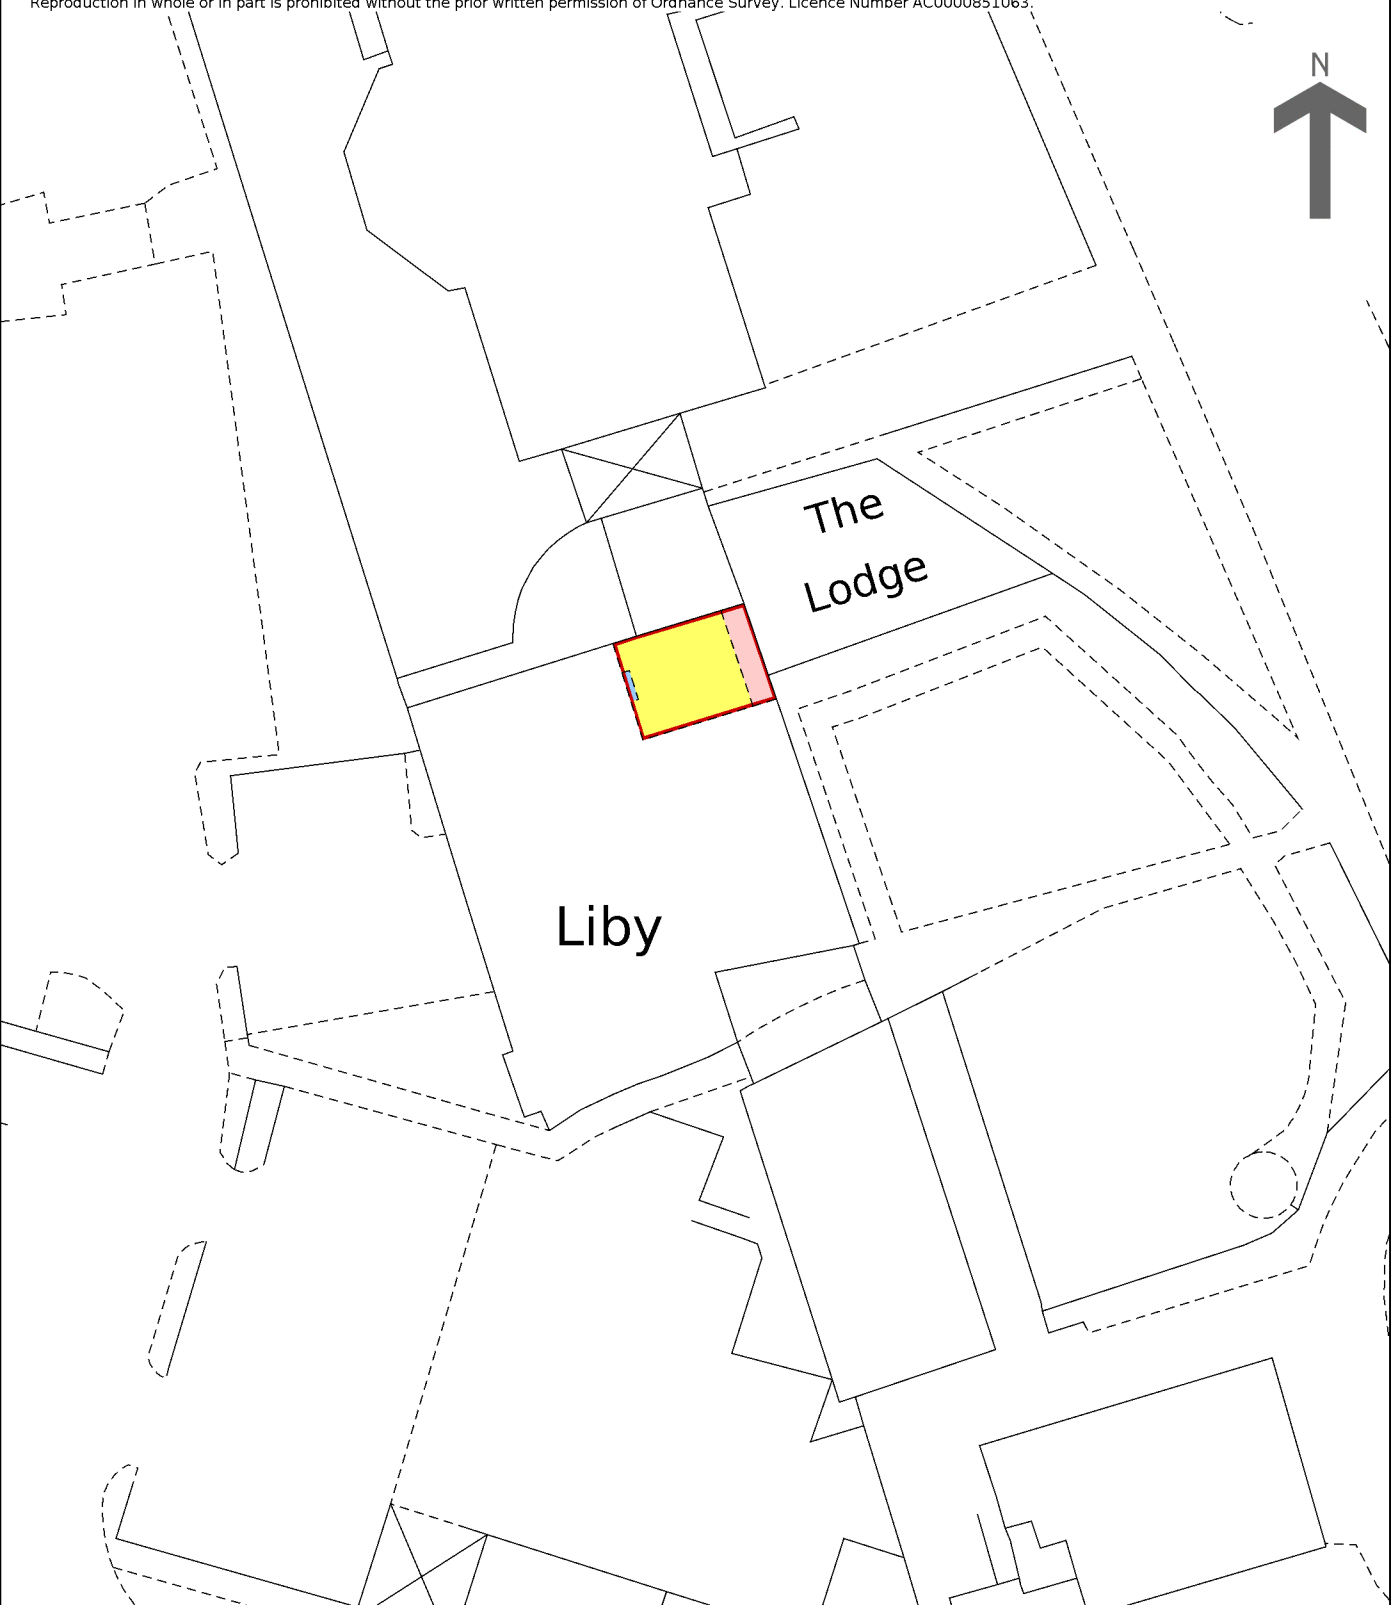 Reproduction in whole or in part is prohibited without the prior written permission of Ordnance Survey. Licence Number AC0000851063.
N
The
Lodge
Liby